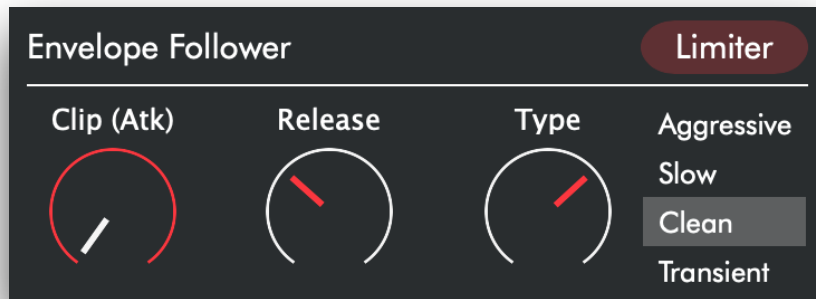 Envelope Follower
Limiter
Clip (Atk)
Release
Type
Aggressive
Slow
Clean
Transient